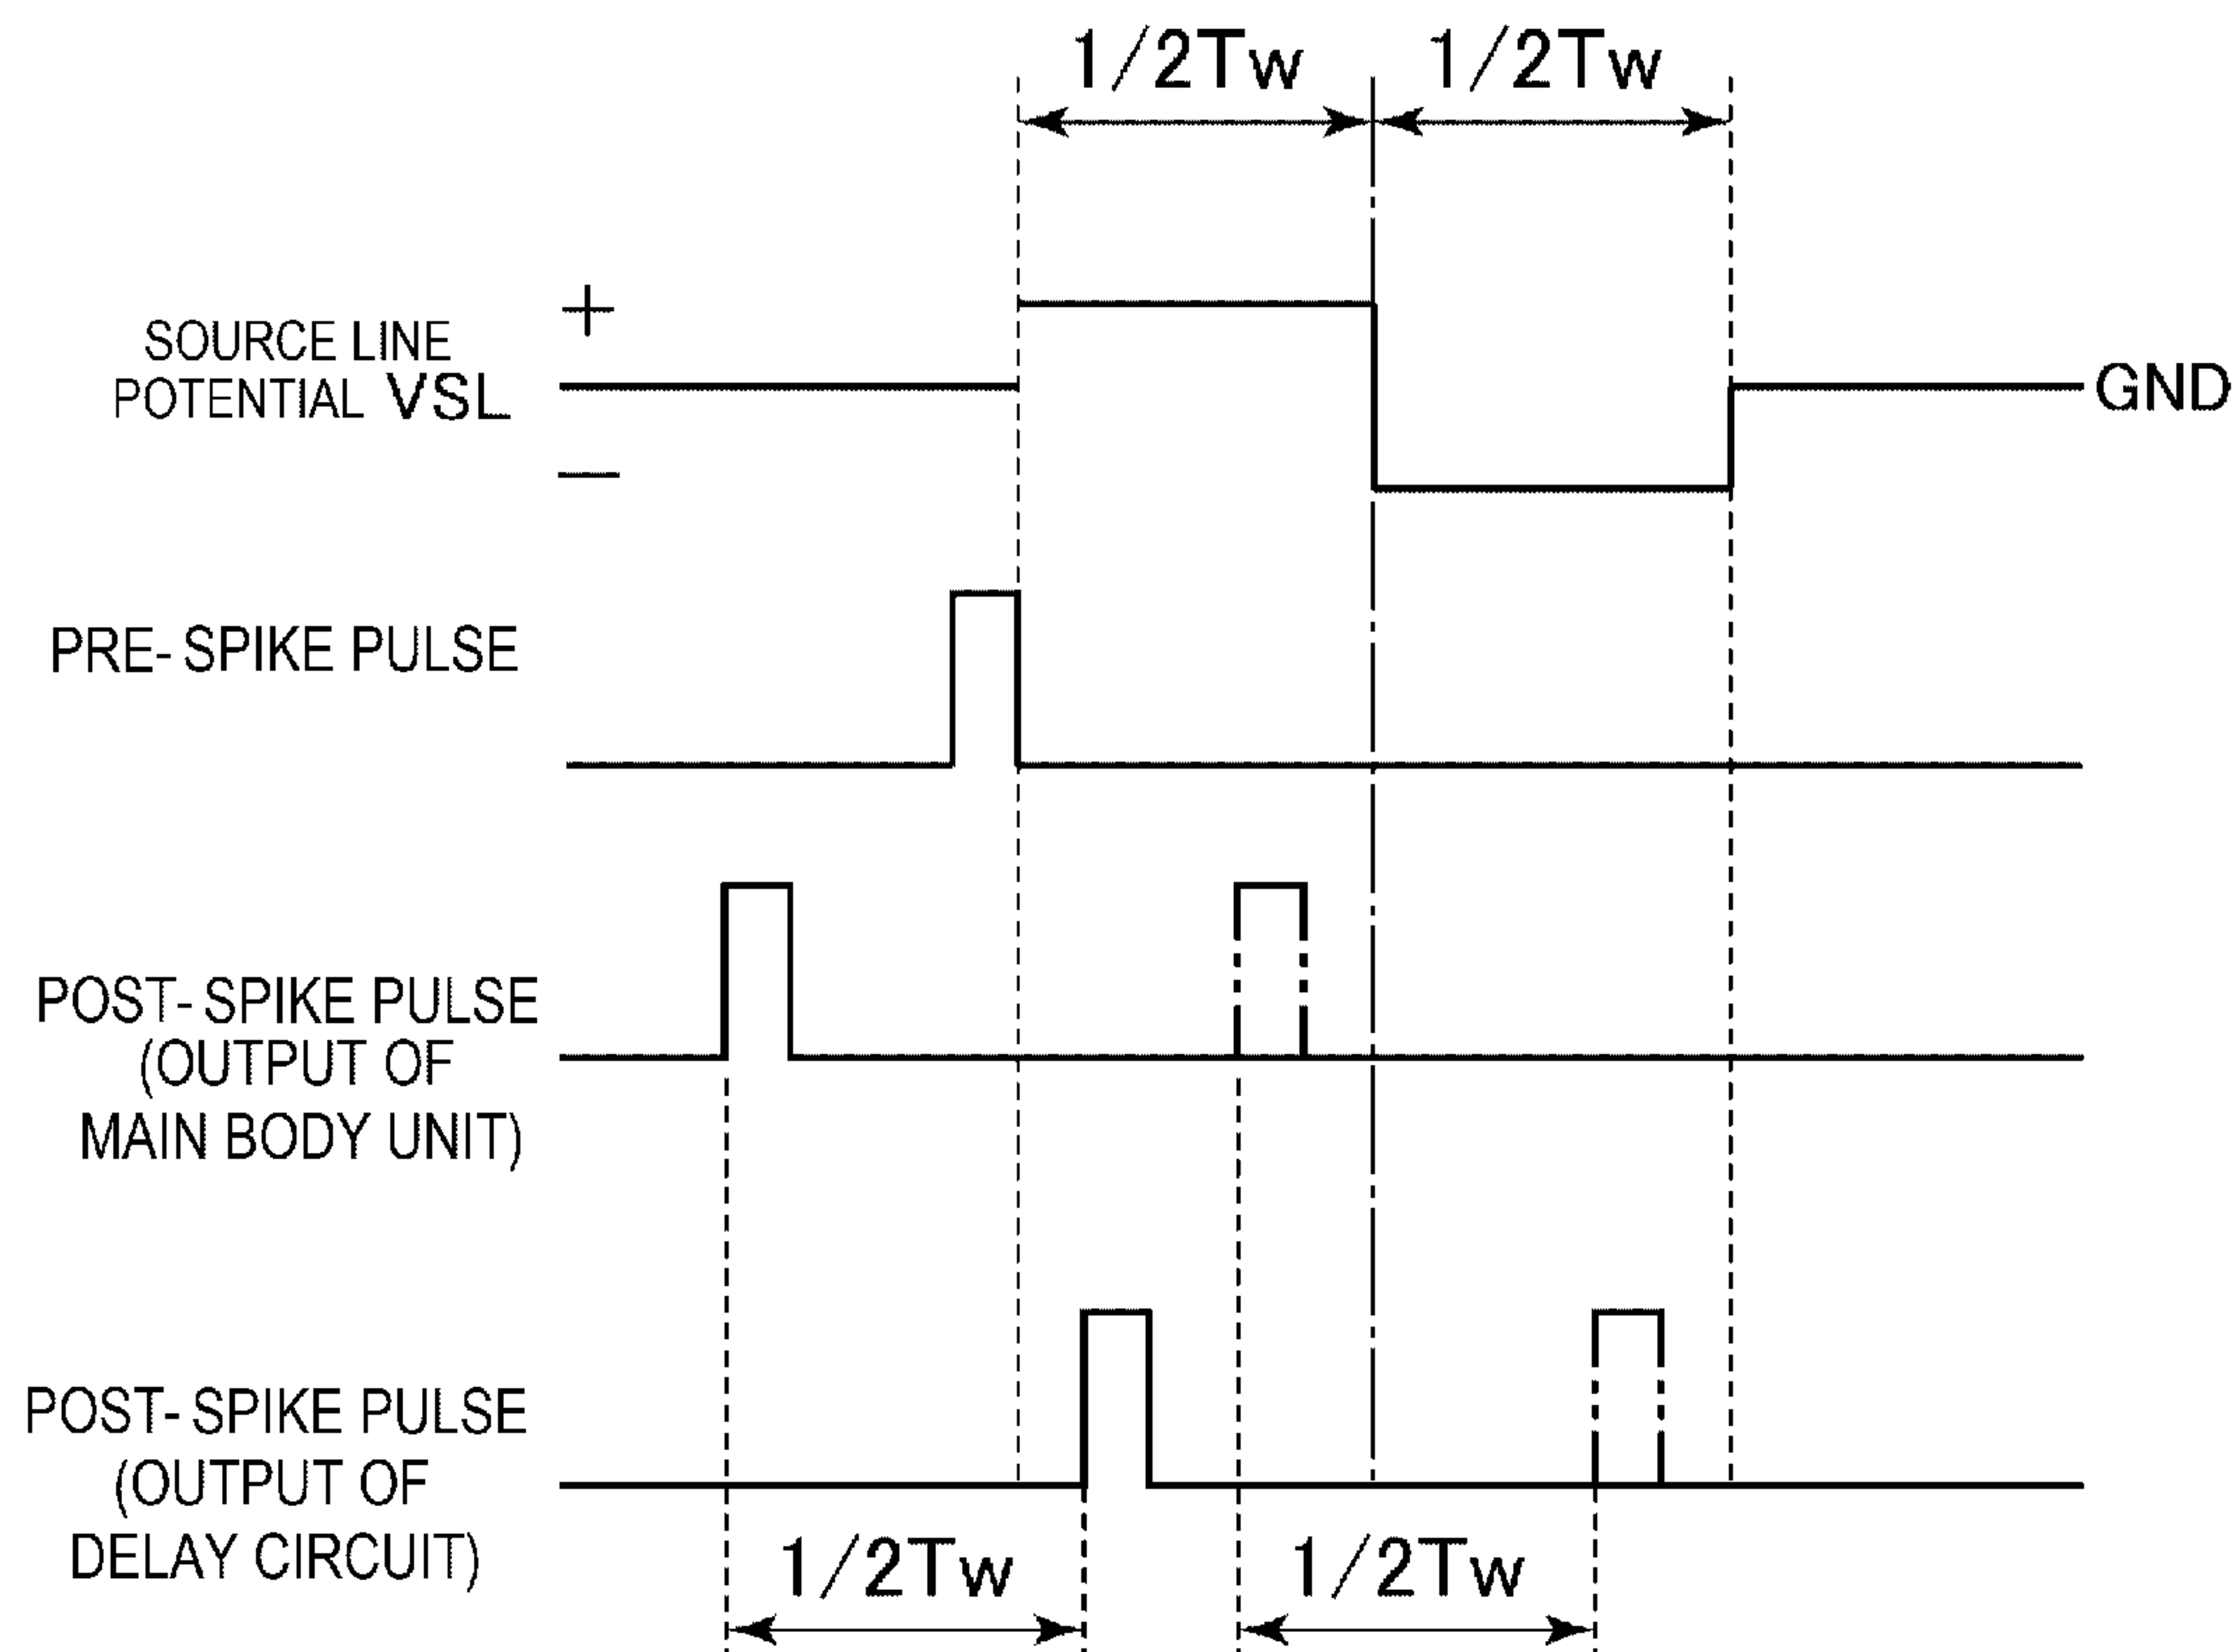 1/2Tw 1/2Tw
+
SOURCE LINE
POTENTIAL VSL
GND
—
PRE- SPIKE PULSE
POST- SPIKE PULSE
(OUTPUT OF
MAIN BODY UNIT)
POST- SPIKE PULSE
(OUTPUT OF
DELAY CIRCUIT)
1/2Tw 1/2Tw